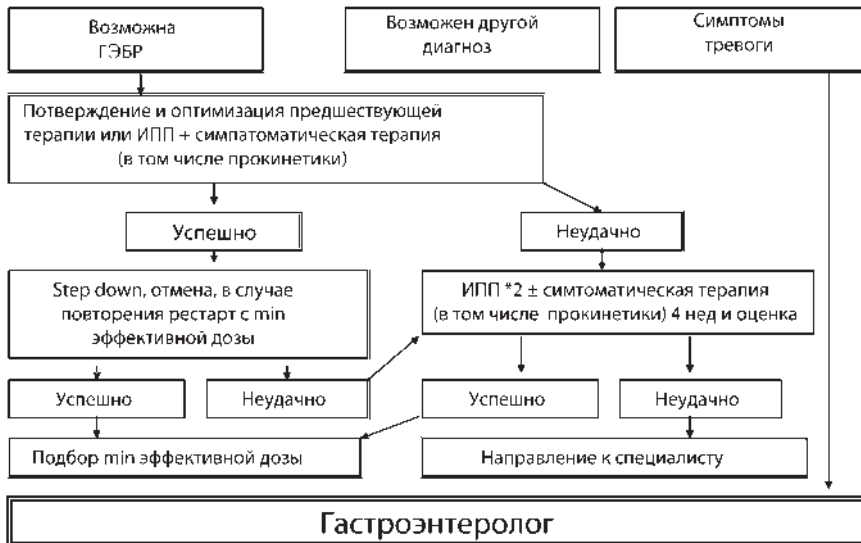 Возможна
ГЭБР
Возможен другой
диагноз
Симптомы
тревоги
Потверждение и оптимизация предшествующей
терапии или ИПП + симпатоматическая терапия
(в том числе прокинетики)
Успешно
Неудачно
Step down, отмена, в случае
повторения рестарт с min
эффективной дозы
ИПП *2 ± симтоматическая терапия
(в том числе прокинетики) 4 нед и оценка
Успешно
Неудачно
Успешно
Неудачно
Подбор min эффективной дозы
Направление к специалисту
Гастроэнтеролог